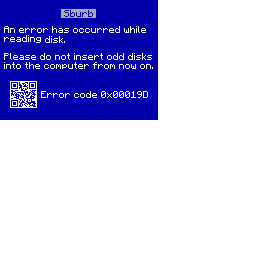 Sburb
An error has occurred while
reading disk.
Please do not insert odd disks
into the computer from now on.
Error code 0x00019D